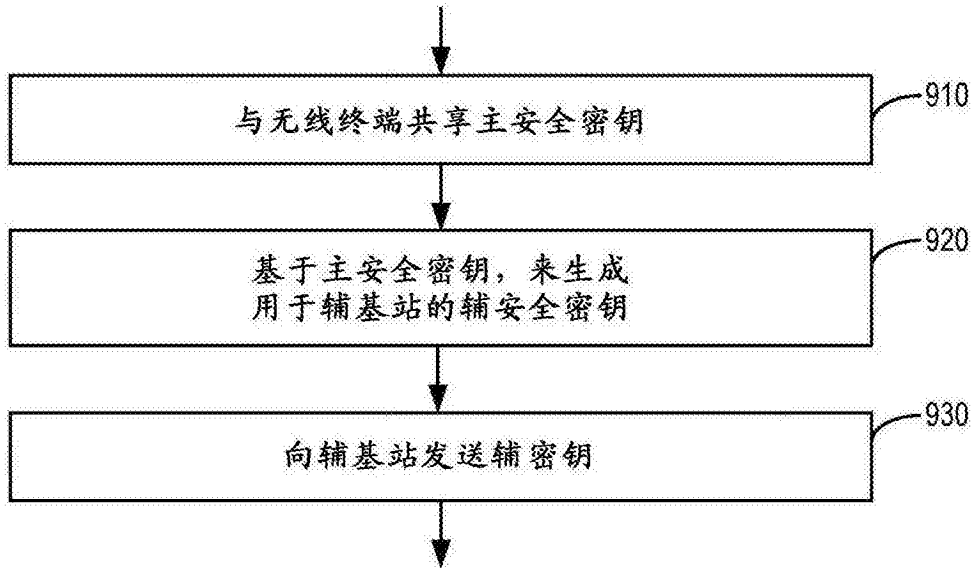 与无线终端共享主安全密钥
910
基于主安全密钥，来生成
用于辅基站的辅安全密钥
920
向辅基站发送辅密钥
930